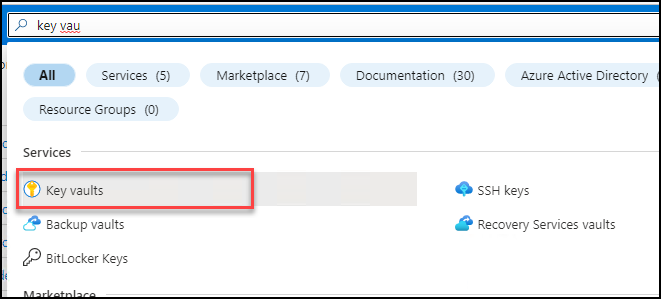 key vau
All Services (5) Marketplace (7) Documentation (30) Azure Active Directory
Resource Groups (0)
Services
Key vaults SSH keys
Backup vaults Recovery Services vaults
BitLocker Keys
Marketplace